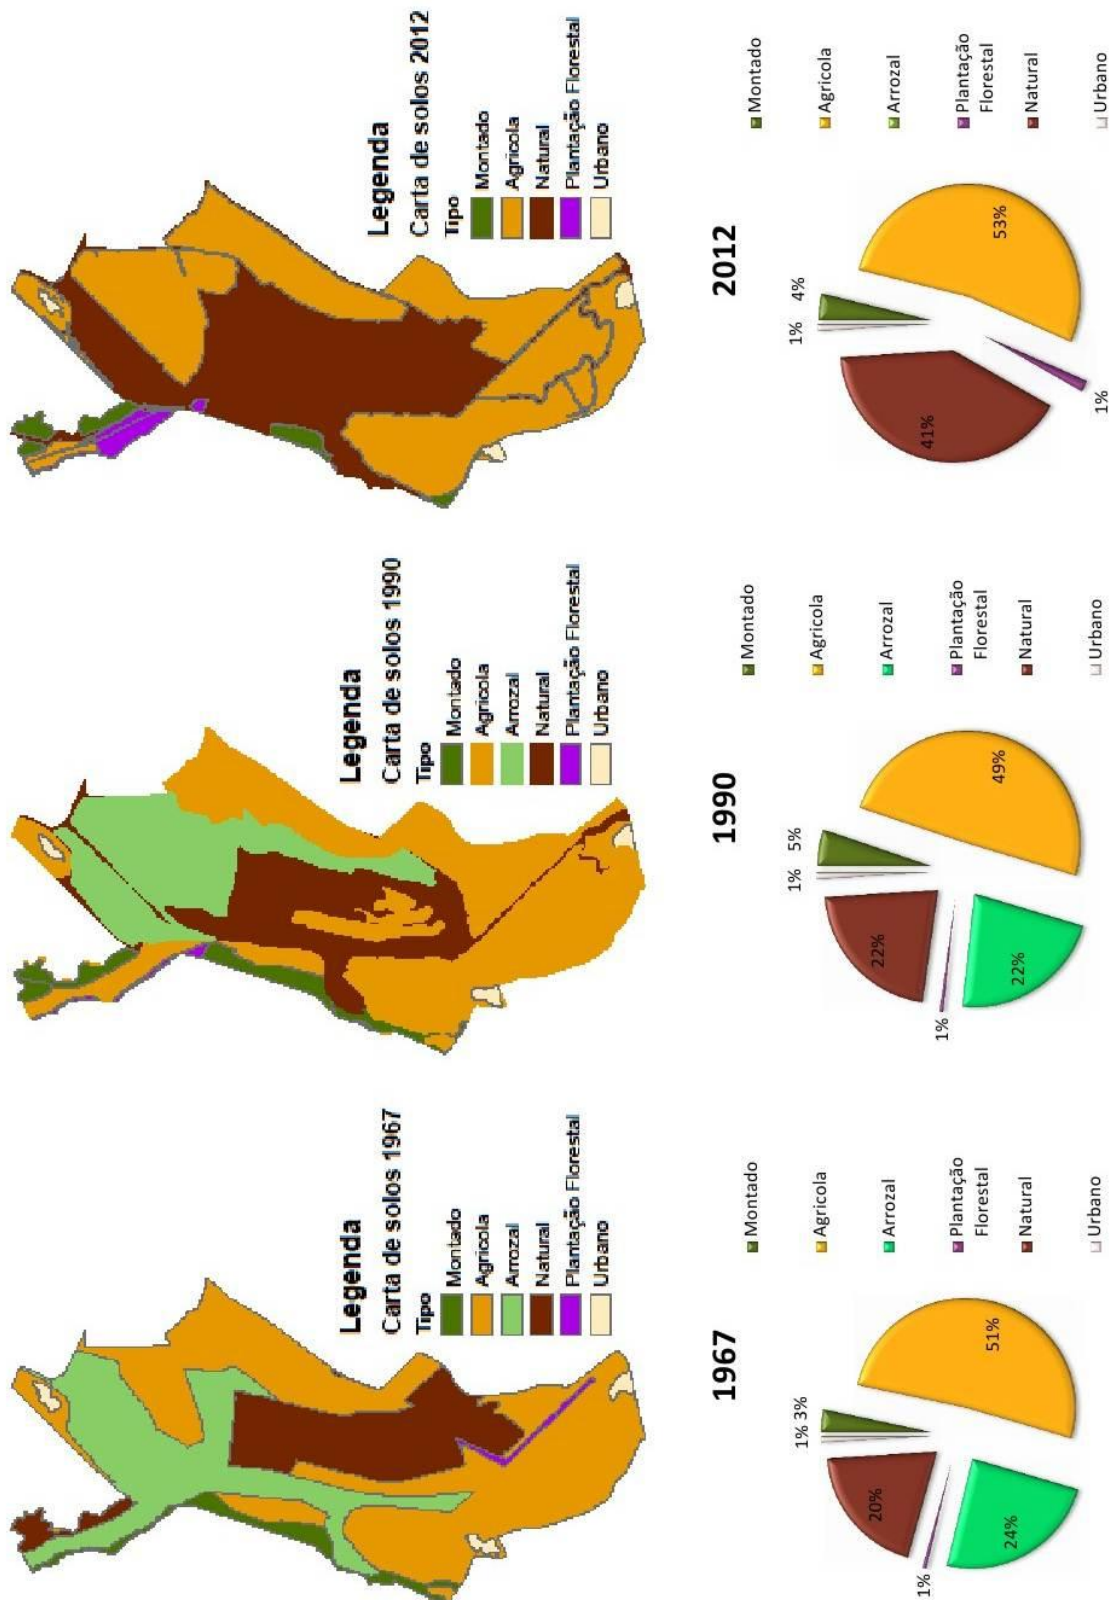 Legenda
Carta de solos 1967
Tipo
Montado
Agricola
Arrozal
Natural
Plantação Florestal
Urbano
Legenda
Carta de solos 1990
Tipo
Montado
Agricola
Arrozal
Natural
Plantação Florestal
Urbano
Legenda
Carta de solos 2012
Tipo
Montado
Agricola
Natural
Plantação Florestal
Urbano
1967
1% 3%
20%
1%
51%
24%
Montado
Agricola
Arrozal
Plantação
Florestal
Natural
Urbano
1990
1% 5%
22%
1%
49%
22%
Montado
Agricola
Arrozal
Plantação
Florestal
Natural
Urbano
2012
1% 4%
41%
53%
1%
Montado
Agricola
Arrozal
Plantação
Florestal
Natural
Urbano